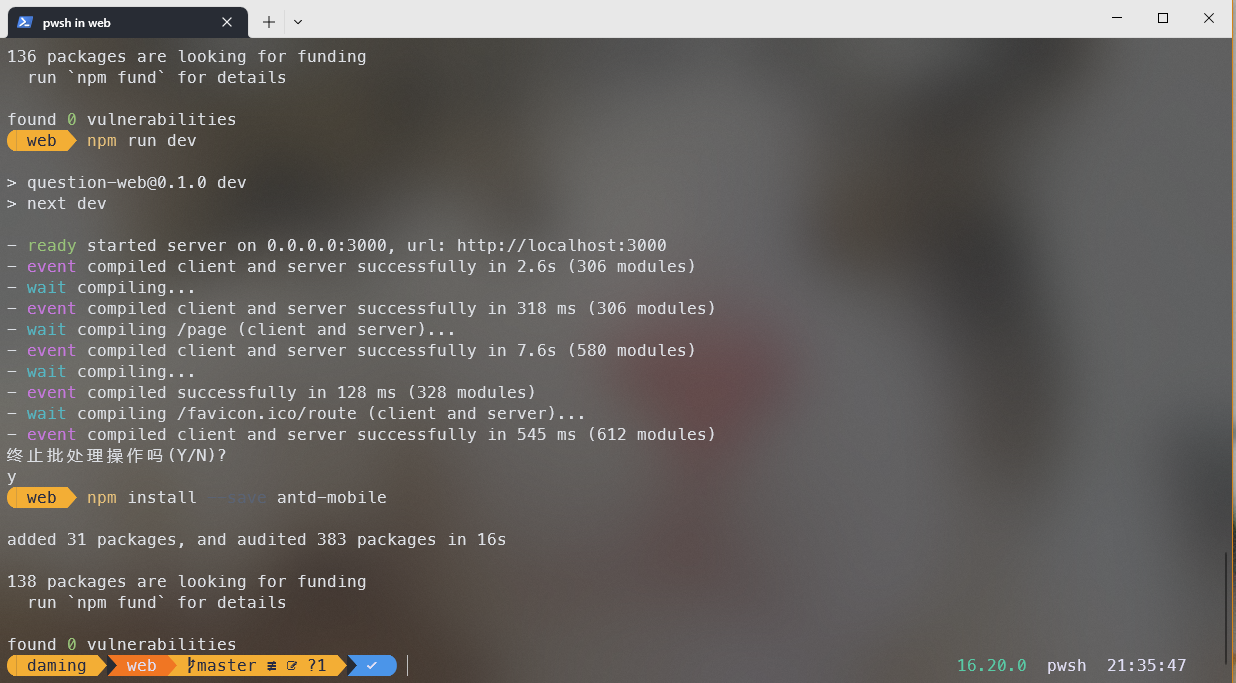 pwsh in web
136 packages are looking for funding
run `npm fund` for details
found 0 vulnerabilities
web npm run dev
> question-web@0.1.0 dev
> next dev
- ready started server on 0.0.0.0:3000, url: http://localhost:3000
- event compiled client and server successfully in 2.6s (306 modules)
- wait compiling...
- event compiled client and server successfully in 318 ms (306 modules)
- wait compiling /page (client and server)...
- event compiled client and server successfully in 7.6s (580 modules)
- wait compiling...
- event compiled successfully in 128 ms (328 modules)
- wait compiling /favicon.ico/route (client and server)...
- event compiled client and server successfully in 545 ms (612 modules)
终止批处理操作吗(Y/N)?
y
web npm install --save antd-mobile
added 31 packages, and audited 383 packages in 16s
138 packages are looking for funding
run `npm fund` for details
found 0 vulnerabilities
daming web master ≢ ?1 ✓ 16.20.0 pwsh 21:35:47